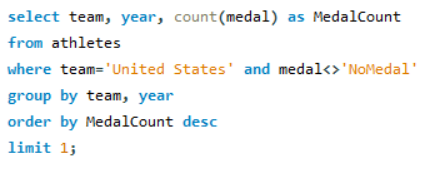 select team, year, count(medal) as MedalCount
from athletes
where team='United States' and medal<>'NoMedal'
group by team, year
order by MedalCount desc
limit 1;